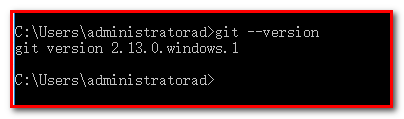 C:\Users\administratorad>git --version
git version 2.13.0.windows.1
C:\Users\administratorad>